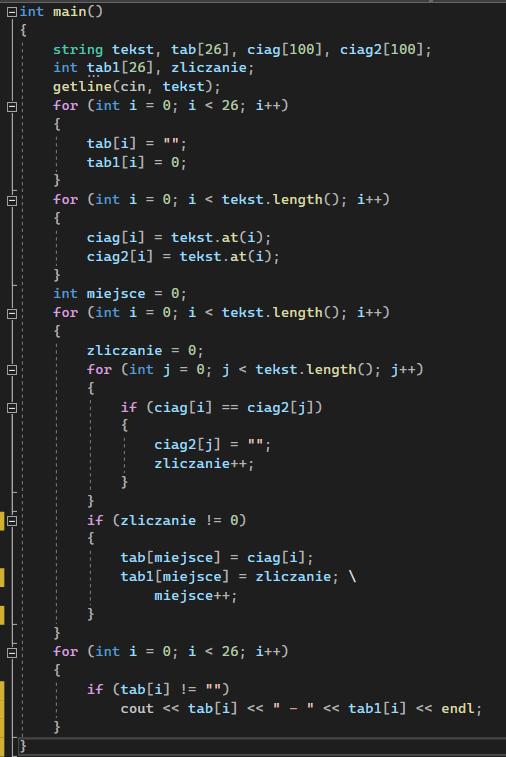 int main()
{
    string tekst, tab[26], ciag[100], ciag2[100];
    int tab1[26], zliczanie;
    getline(cin, tekst);
    for (int i = 0; i < 26; i++)
    {
        tab[i] = "";
        tab1[i] = 0;
    }
    for (int i = 0; i < tekst.length(); i++)
    {
        ciag[i] = tekst.at(i);
        ciag2[i] = tekst.at(i);
    }
    int miejsce = 0;
    for (int i = 0; i < tekst.length(); i++)
    {
        zliczanie = 0;
        for (int j = 0; j < tekst.length(); j++)
        {
            if (ciag[i] == ciag2[j])
            {
                ciag2[j] = "";
                zliczanie++;
            }
        }
        if (zliczanie != 0)
        {
            tab[miejsce] = ciag[i];
            tab1[miejsce] = zliczanie; \
                miejsce++;
        }
    }
    for (int i = 0; i < 26; i++)
    {
        if (tab[i] != "")
            cout << tab[i] << " - " << tab1[i] << endl;
    }
}